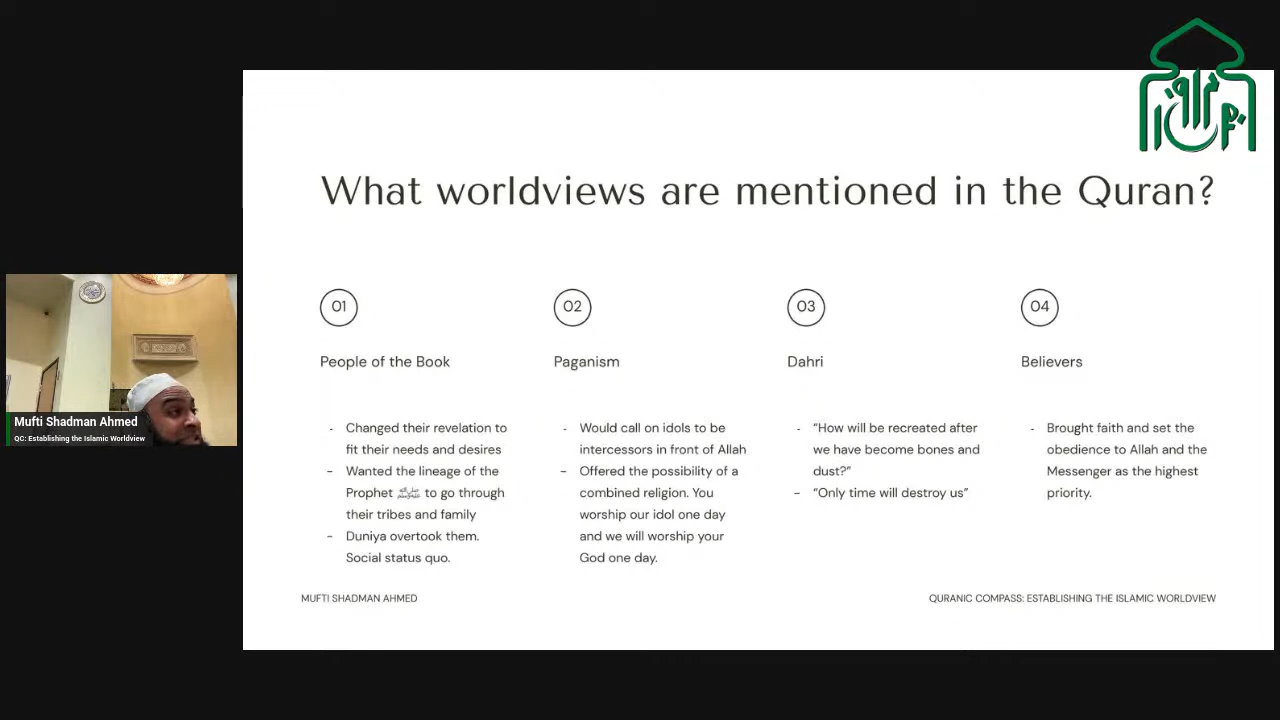 What worldviews are mentioned in the Quran?
01
People of the Book
- Changed their revelation to
fit their needs and desires
- Wanted the lineage of the
Prophet ﷺ to go through
their tribes and family
- Duniya overtook them.
Social status quo.
02
Paganism
- Would call on idols to be
intercessors in front of Allah
- Offered the possibility of a
combined religion. You
worship our idol one day
and we will worship your
God one day.
03
Dahri
- “How will be recreated after
we have become bones and
dust?”
- “Only time will destroy us”
04
Believers
- Brought faith and set the
obedience to Allah and the
Messenger as the highest
priority.
MUFTI SHADMAN AHMED
QURANIC COMPASS: ESTABLISHING THE ISLAMIC WORLDVIEW
Mufti Shadman Ahmed
QC: Establishing the Islamic Worldview